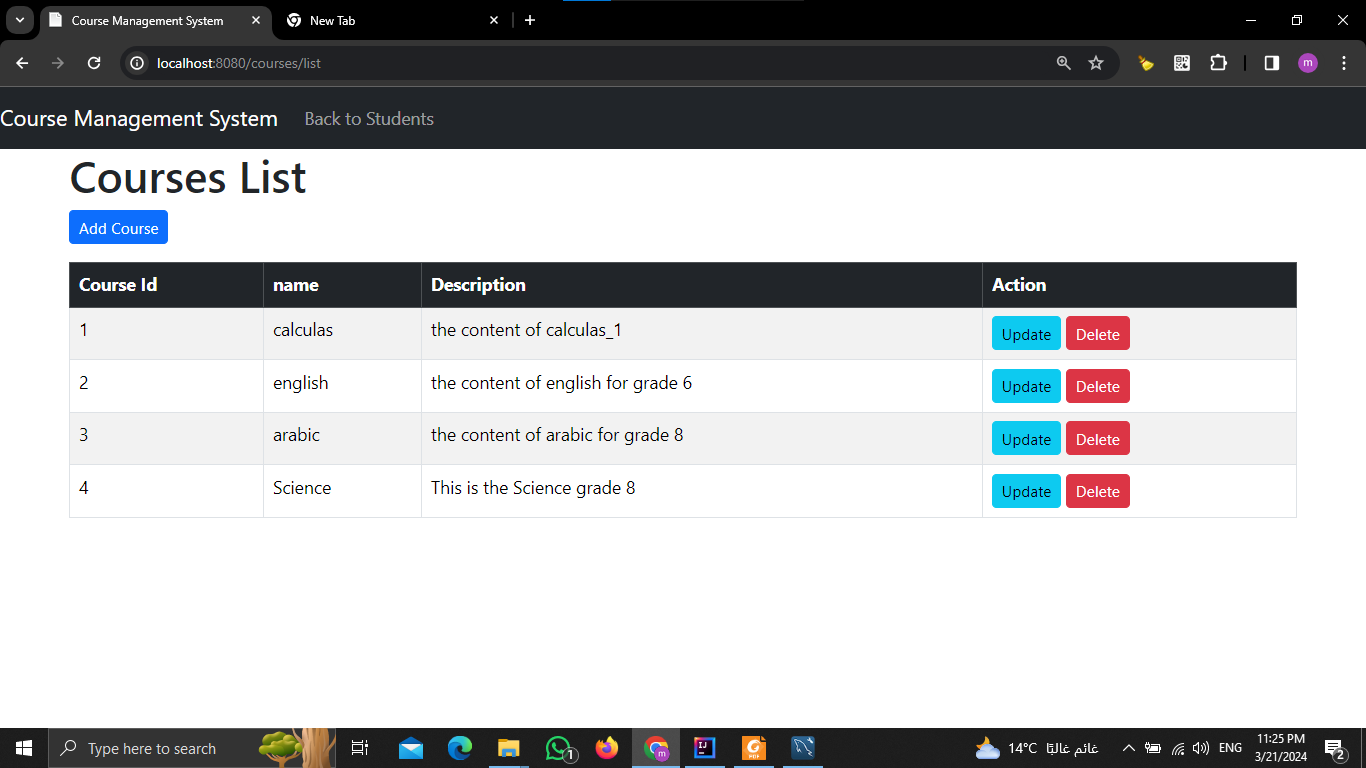 Course Management System
New Tab
localhost:8080/courses/list
m
Course Management System Back to Students
Courses List
Add Course
Course Id name Description Action
1 calculas the content of calculas_1 Update Delete
2 english the content of english for grade 6 Update Delete
3 arabic the content of arabic for grade 8 Update Delete
4 Science This is the Science grade 8 Update Delete
Type here to search
1
m
IJ
PDF
14°C غائم غالبًا
ENG
11:25 PM
3/21/2024
2